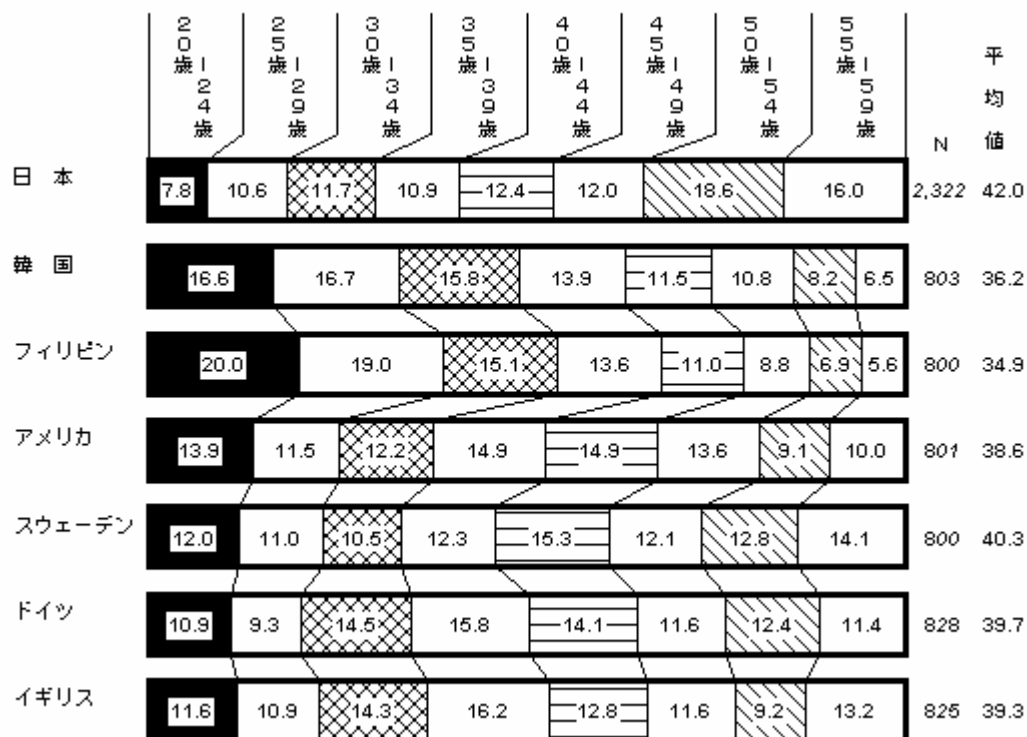 20歳-24歳 25歳-29歳 30歳-34歳 35歳-39歳 40歳-44歳 45歳-49歳 50歳-54歳 55歳-59歳 N 平均値
日 本 7.8 10.6 11.7 10.9 12.4 12.0 18.6 16.0 2,322 42.0
韓 国 16.6 16.7 15.8 13.9 11.5 10.8 8.2 6.5 803 36.2
フィリピン 20.0 19.0 15.1 13.6 11.0 8.8 6.9 5.6 800 34.9
アメリカ 13.9 11.5 12.2 14.9 14.9 13.6 9.1 10.0 801 38.6
スウェーデン 12.0 11.0 10.5 12.3 15.3 12.1 12.8 14.1 800 40.3
ドイツ 10.9 9.3 14.5 15.8 14.1 11.6 12.4 11.4 828 39.7
イギリス 11.6 10.9 14.3 16.2 12.8 11.6 9.2 13.2 825 39.3